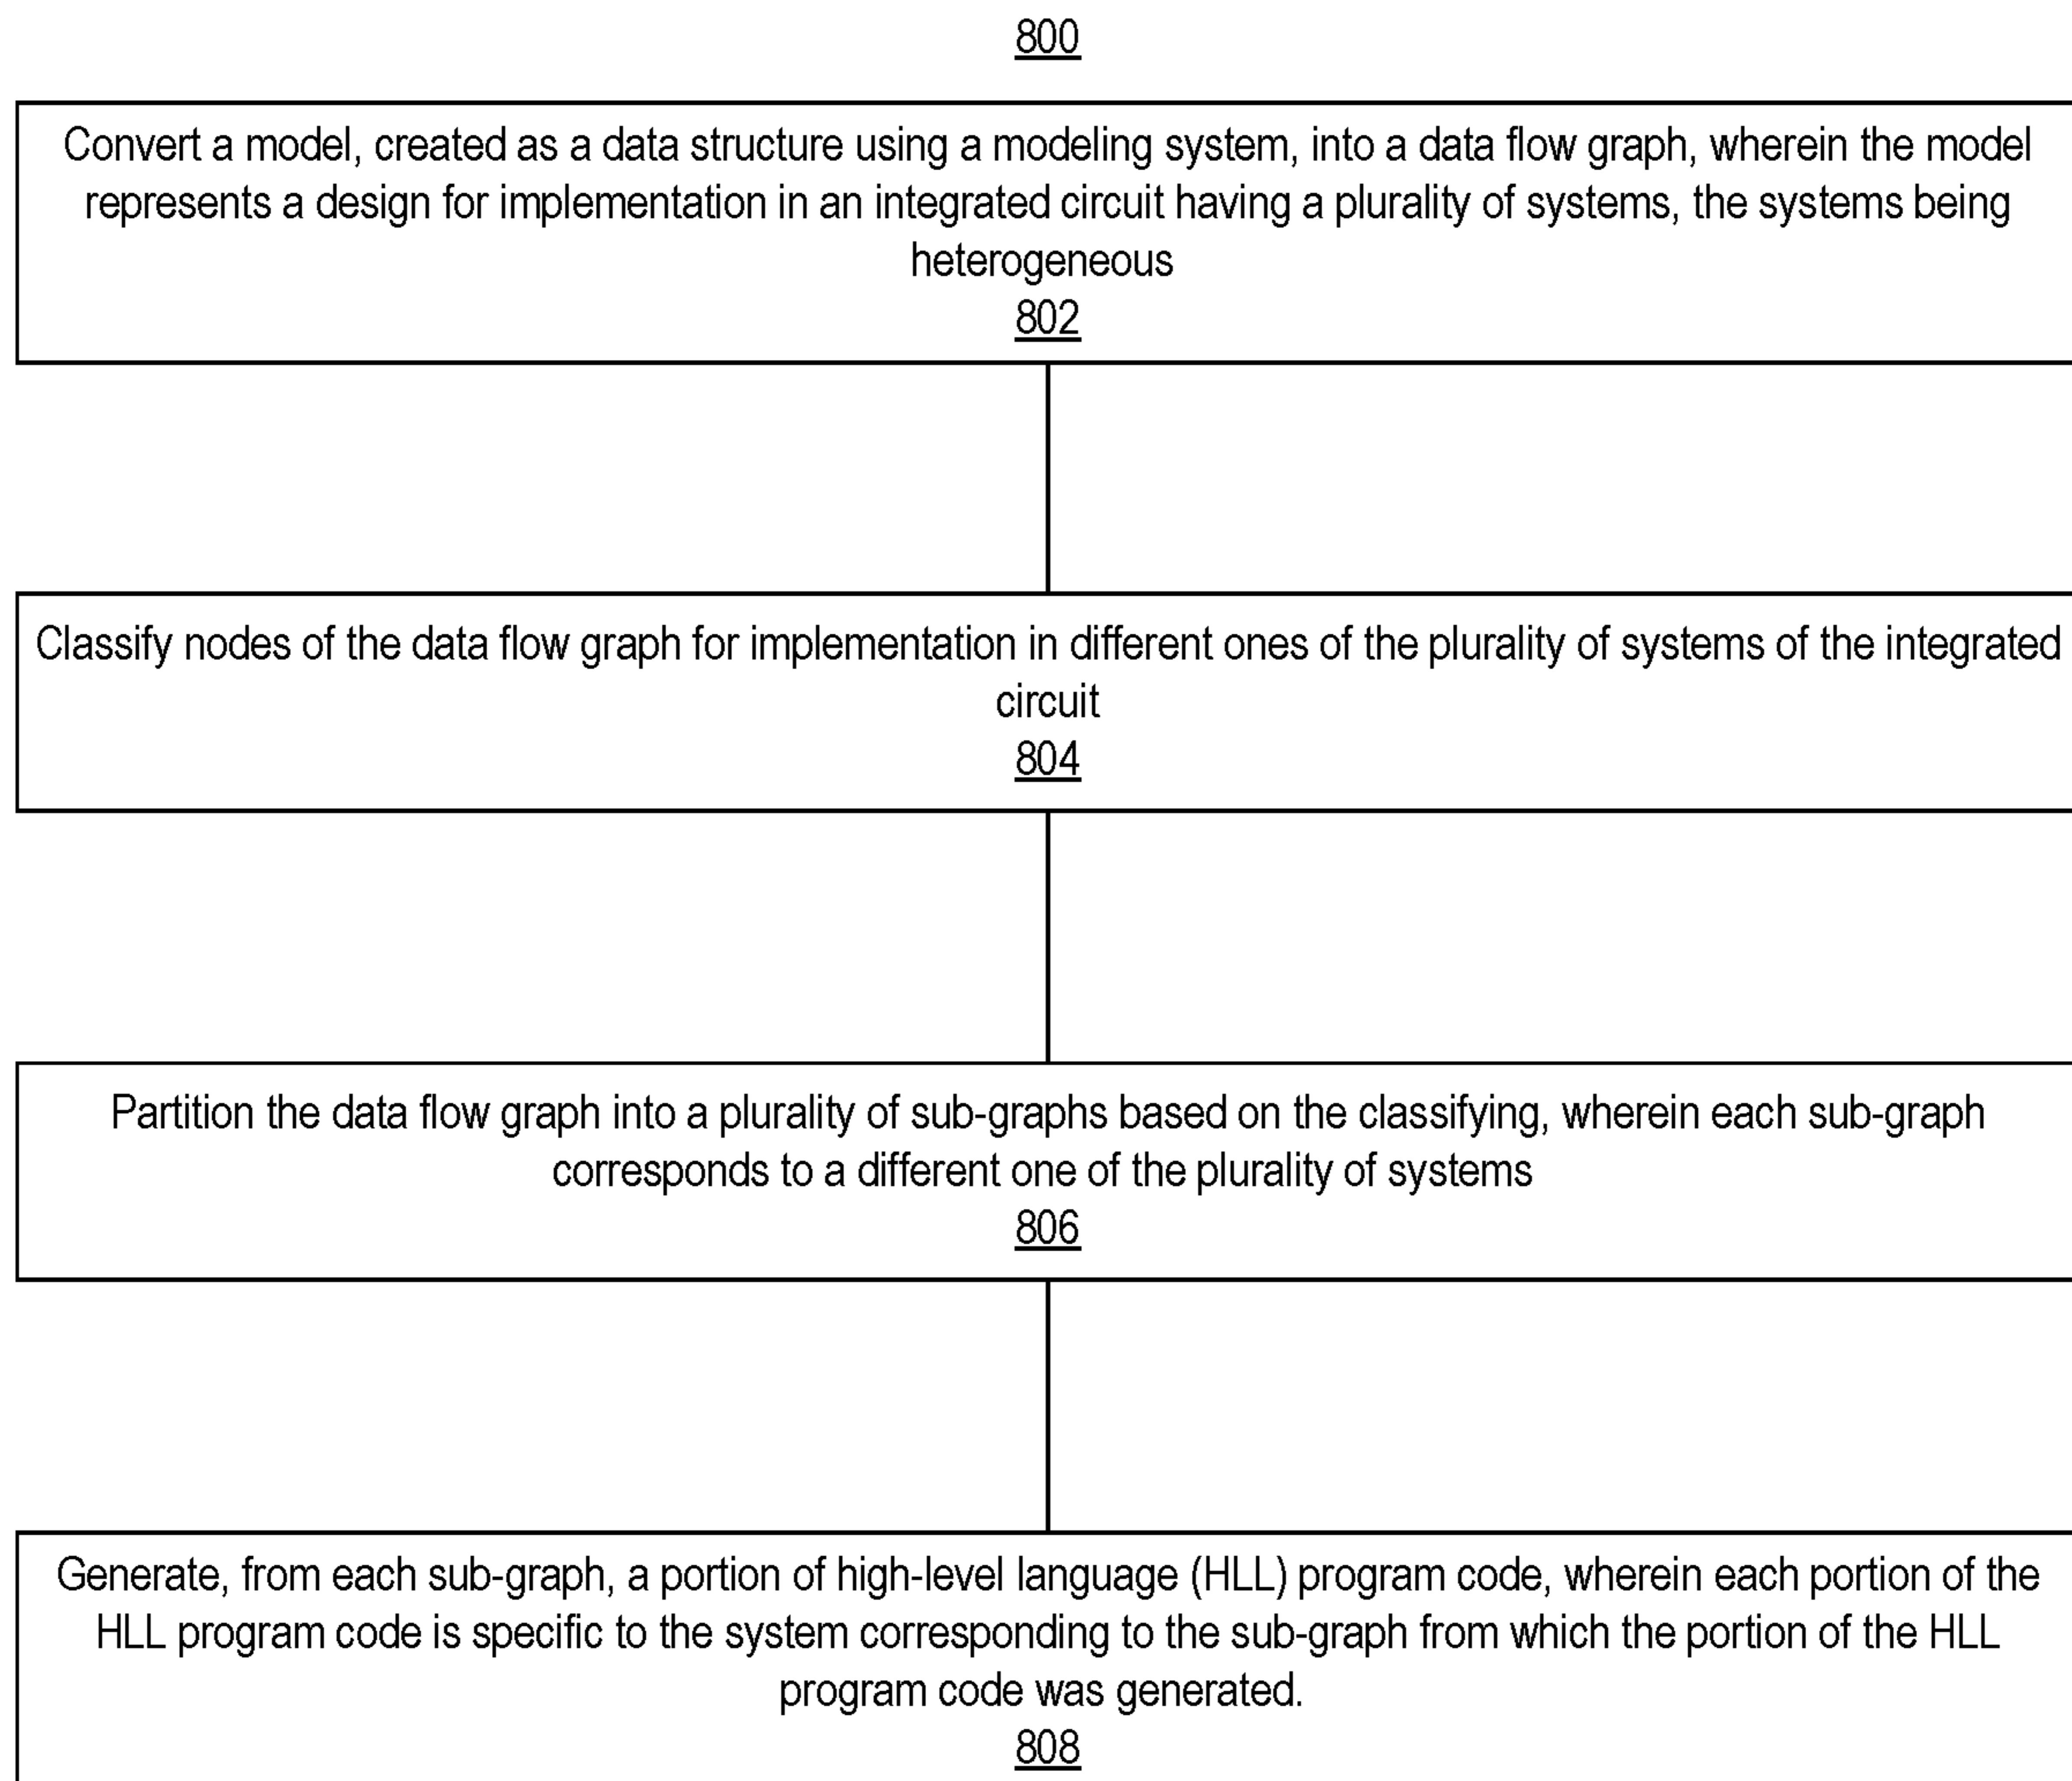 800
Convert a model, created as a data structure using a modeling system, into a data flow graph, wherein the model
represents a design for implementation in an integrated circuit having a plurality of systems, the systems being
heterogeneous
802
Classify nodes of the data flow graph for implementation in different ones of the plurality of systems of the integrated
circuit
804
Partition the data flow graph into a plurality of sub-graphs based on the classifying, wherein each sub-graph
corresponds to a different one of the plurality of systems
806
Generate, from each sub-graph, a portion of high-level language (HLL) program code, wherein each portion of the
HLL program code is specific to the system corresponding to the sub-graph from which the portion of the HLL
program code was generated.
808